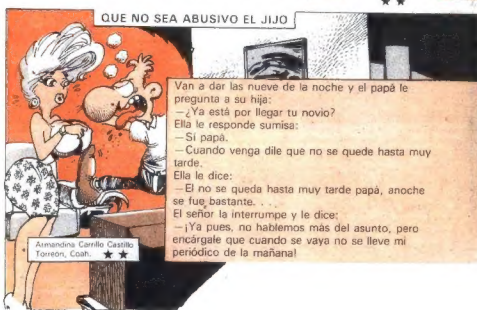 QUE NO SEA ABUSIVO EL JIJO
Van a dar las nueve de la noche y el papá le
pregunta a su hija:
—¿Ya está por llegar tu novio?
Ella le responde sumisa:
—Sí papá.
—Cuando venga dile que no se quede hasta muy
tarde.
Ella le dice:
—El no se queda hasta muy tarde papá, anoche
se fue bastante. . .
El señor la interrumpe y le dice:
—¡Ya pues, no hablemos más del asunto, pero
encárgale que cuando se vaya no se lleve mi
periódico de la mañana!
Armandina Carrillo Castillo
Torreón, Coah. ★ ★